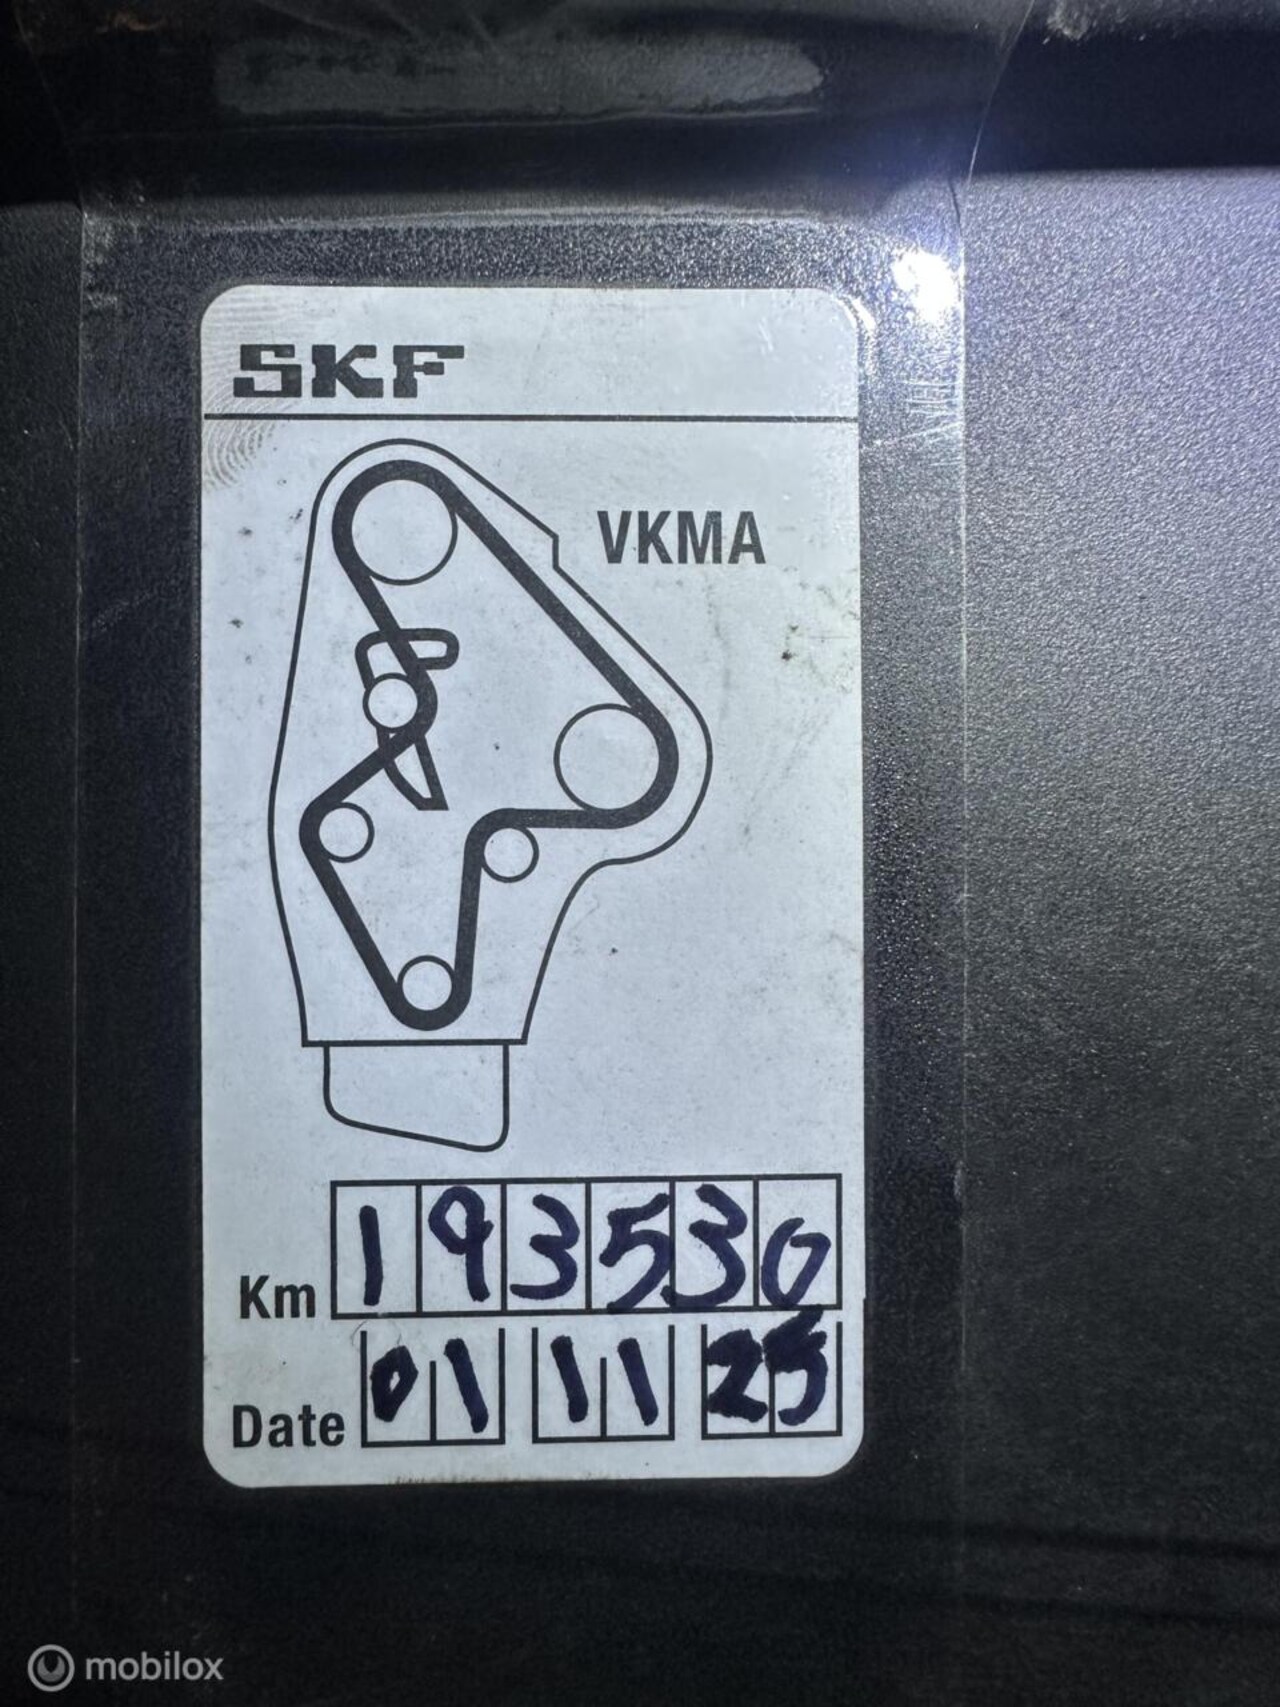 SKF
VKMA
Km 193530
Date 01 11 25
mobilox